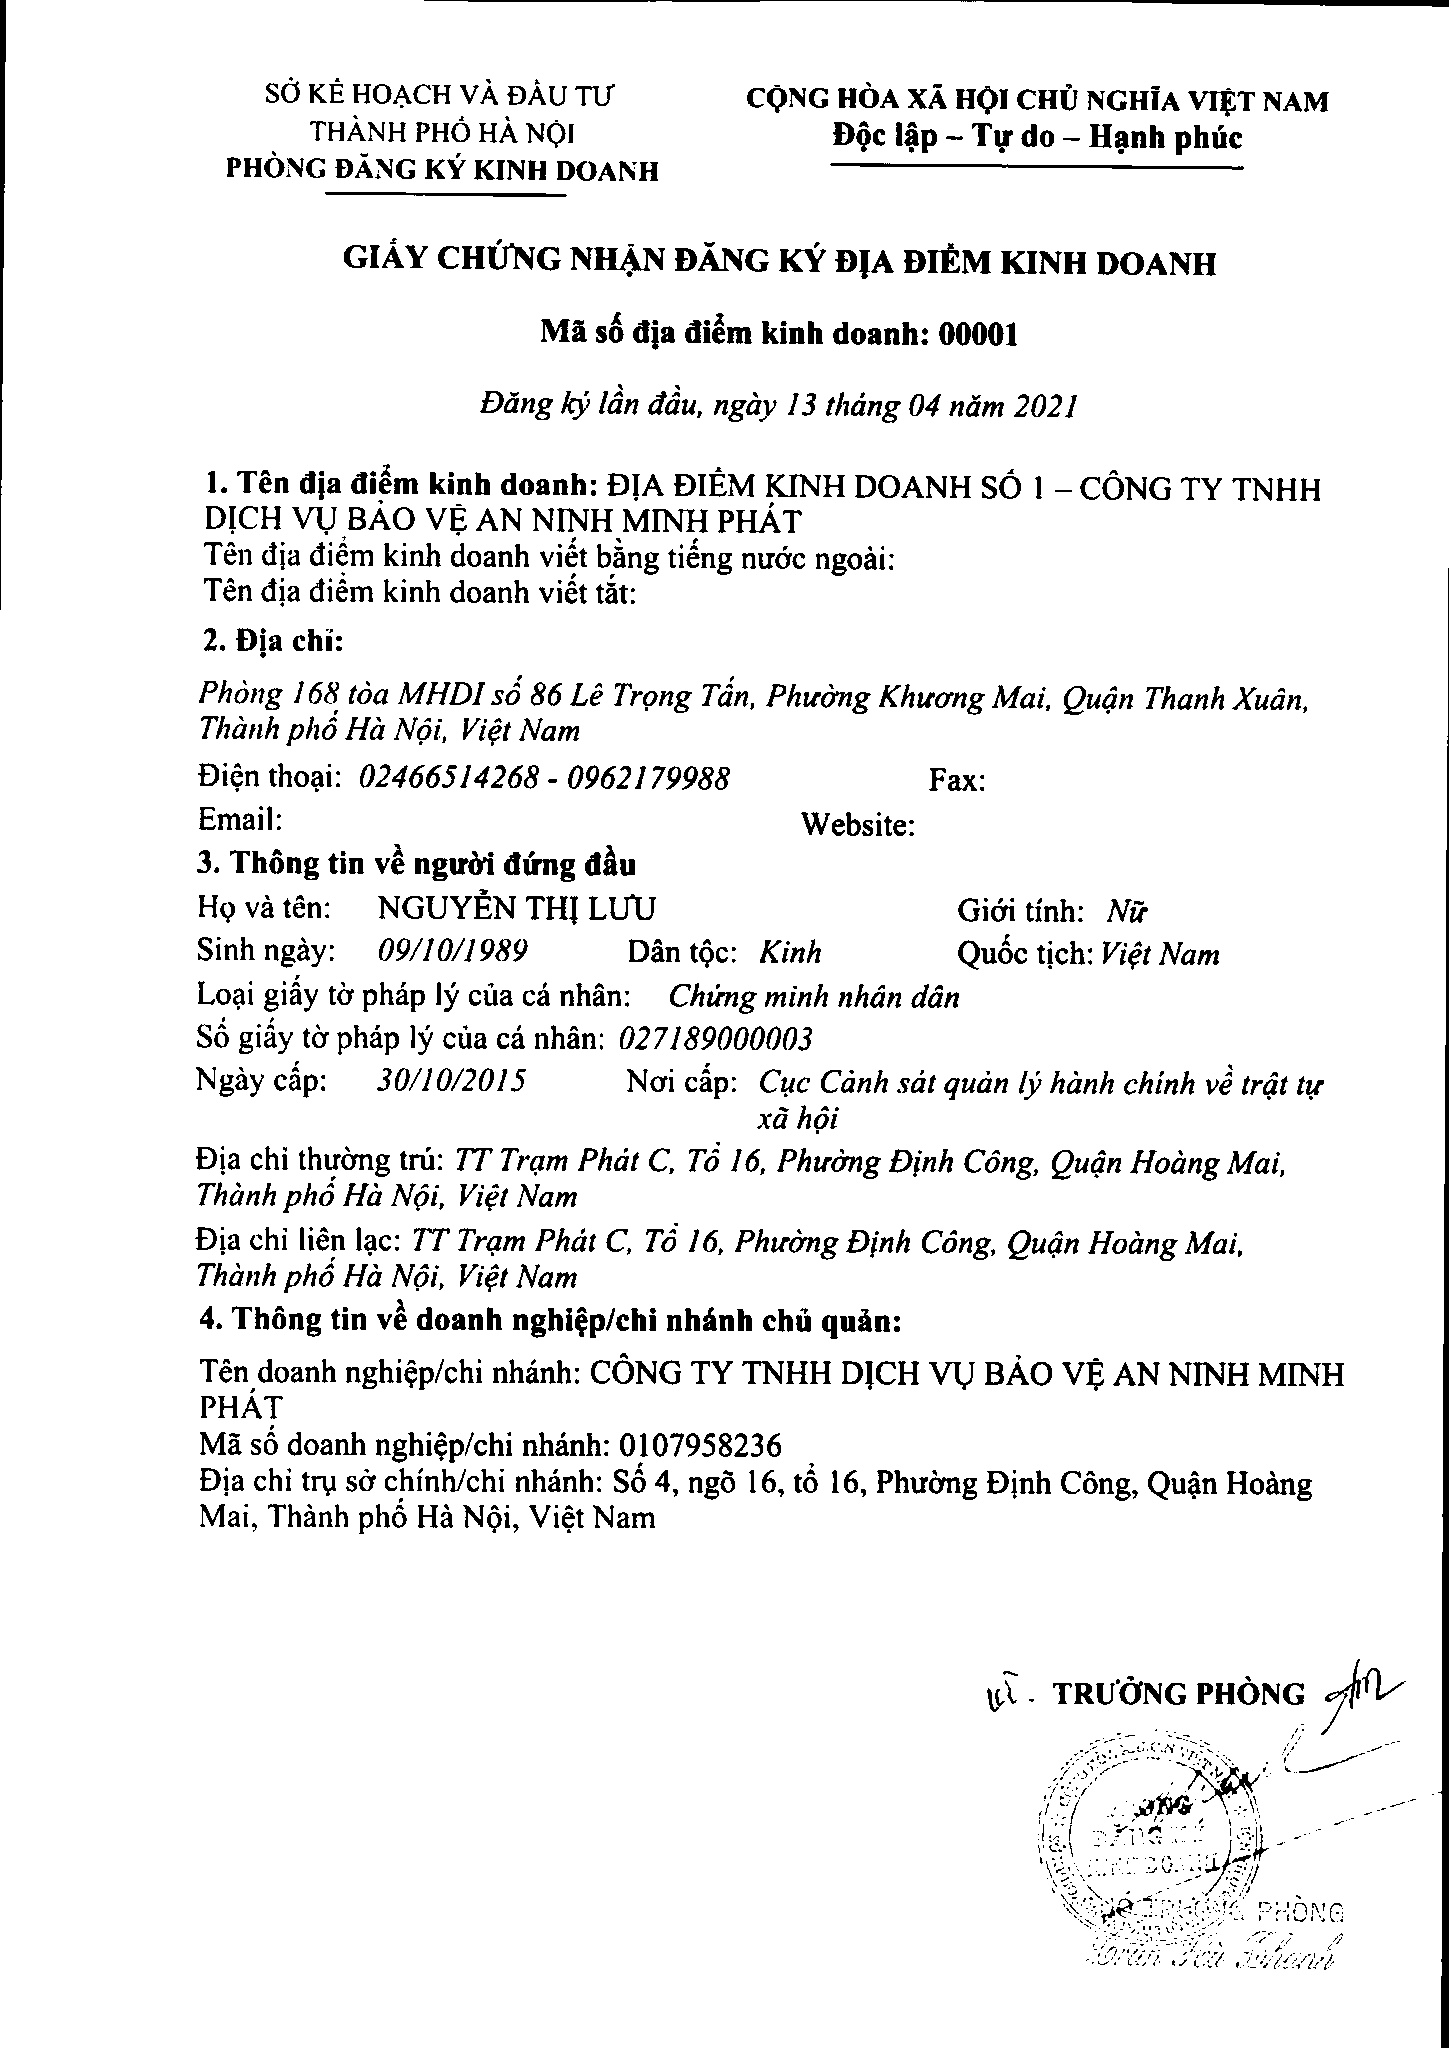 SỞ KẾ HOẠCH VÀ ĐẦU TƯ
THÀNH PHỐ HÀ NỘI
PHÒNG ĐĂNG KÝ KINH DOANH
CỘNG HÒA XÃ HỘI CHỦ NGHĨA VIỆT NAM
Độc lập – Tự do – Hạnh phúc
GIẤY CHỨNG NHẬN ĐĂNG KÝ ĐỊA ĐIỂM KINH DOANH
Mã số địa điểm kinh doanh: 00001
Đăng ký lần đầu, ngày 13 tháng 04 năm 2021
1. Tên địa điểm kinh doanh: ĐỊA ĐIỂM KINH DOANH SỐ 1 – CÔNG TY TNHH
DỊCH VỤ BẢO VỆ AN NINH MINH PHÁT
Tên địa điểm kinh doanh viết bằng tiếng nước ngoài:
Tên địa điểm kinh doanh viết tắt:
2. Địa chỉ:
Phòng 168 tòa MHDI số 86 Lê Trọng Tấn, Phường Khương Mai, Quận Thanh Xuân,
Thành phố Hà Nội, Việt Nam
Điện thoại: 02466514268 - 0962179988 Fax:
Email: Website:
3. Thông tin về người đứng đầu
Họ và tên: NGUYỄN THỊ LƯU Giới tính: Nữ
Sinh ngày: 09/10/1989 Dân tộc: Kinh Quốc tịch: Việt Nam
Loại giấy tờ pháp lý của cá nhân: Chứng minh nhân dân
Số giấy tờ pháp lý của cá nhân: 027189000003
Ngày cấp: 30/10/2015 Nơi cấp: Cục Cảnh sát quản lý hành chính về trật tự
xã hội
Địa chỉ thường trú: TT Trạm Phát C, Tổ 16, Phường Định Công, Quận Hoàng Mai,
Thành phố Hà Nội, Việt Nam
Địa chỉ liên lạc: TT Trạm Phát C, Tổ 16, Phường Định Công, Quận Hoàng Mai,
Thành phố Hà Nội, Việt Nam
4. Thông tin về doanh nghiệp/chi nhánh chủ quản:
Tên doanh nghiệp/chi nhánh: CÔNG TY TNHH DỊCH VỤ BẢO VỆ AN NINH MINH
PHÁT
Mã số doanh nghiệp/chi nhánh: 0107958236
Địa chỉ trụ sở chính/chi nhánh: Số 4, ngõ 16, tổ 16, Phường Định Công, Quận Hoàng
Mai, Thành phố Hà Nội, Việt Nam
TRƯỞNG PHÒNG
PHÒNG
ĐĂNG KÝ
KINH DOANH
PHÓ TRƯỞNG PHÒNG